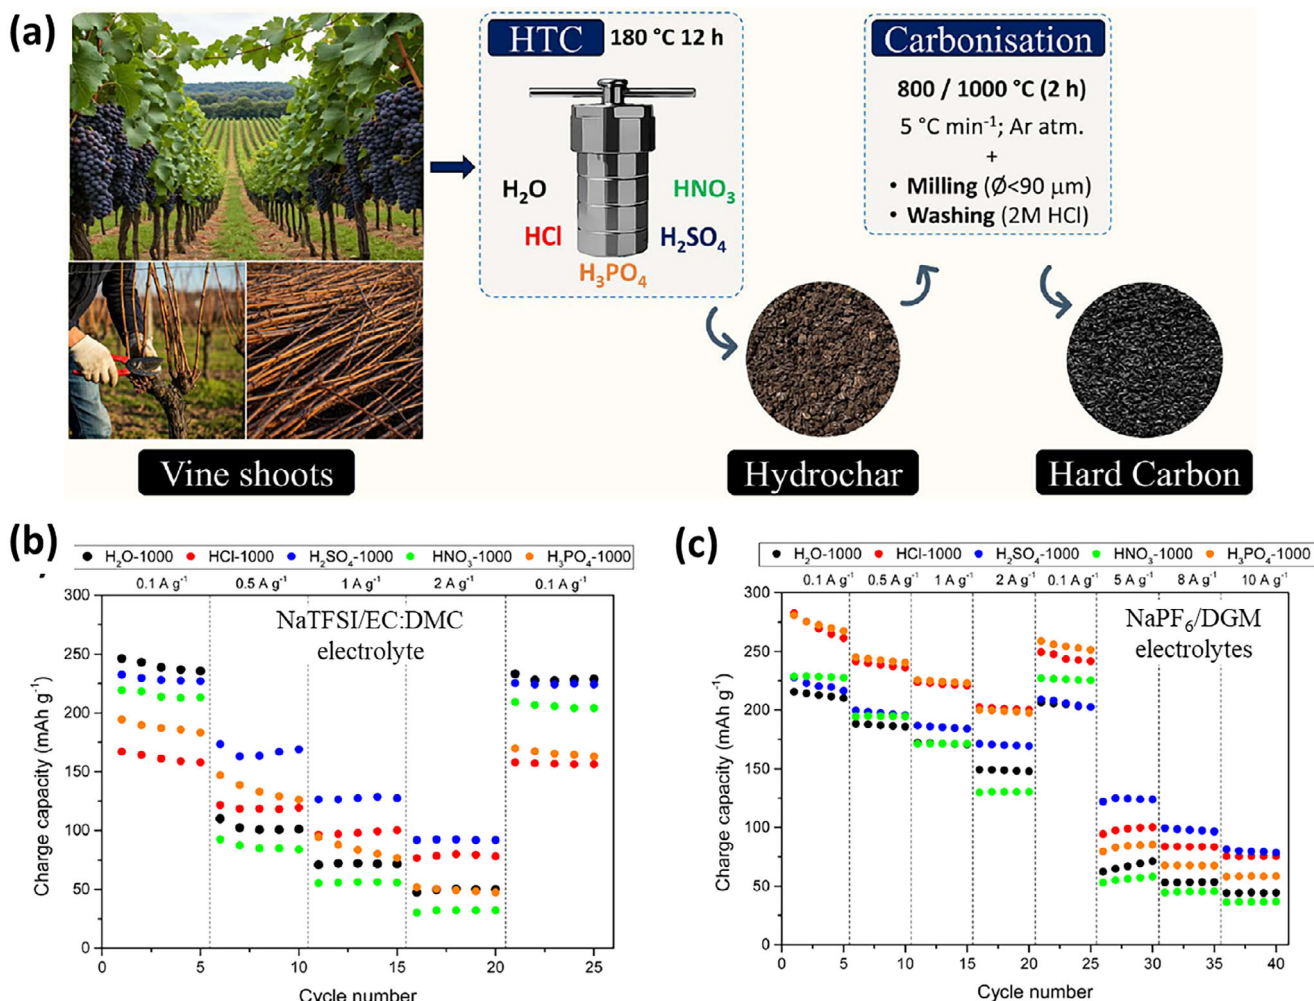 (a)
HTC 180 °C 12 h
H₂O
HNO₃
HCl
H₂SO₄
H₃PO₄
Carbonisation
800 / 1000 °C (2 h)
5 °C min⁻¹; Ar atm.
+
• Milling (Ø<90 μm)
• Washing (2M HCl)
Vine shoots
Hydrochar
Hard Carbon
(b)
H₂O-1000 HCl-1000 H₂SO₄-1000 HNO₃-1000 H₃PO₄-1000
0.1 A g⁻¹ 0.5 A g⁻¹ 1 A g⁻¹ 2 A g⁻¹ 0.1 A g⁻¹
NaTFSI/EC:DMC
electrolyte
Charge capacity (mAh g⁻¹)
300
250
200
150
100
50
0
0 5 10 15 20 25
Cycle number
(c)
H₂O-1000 HCl-1000 H₂SO₄-1000 HNO₃-1000 H₃PO₄-1000
0.1 A g⁻¹ 0.5 A g⁻¹ 1 A g⁻¹ 2 A g⁻¹ 0.1 A g⁻¹ 5 A g⁻¹ 8 A g⁻¹ 10 A g⁻¹
NaPF₆/DGM
electrolytes
Charge capacity (mAh g⁻¹)
300
250
200
150
100
50
0
0 5 10 15 20 25 30 35 40
Cycle number